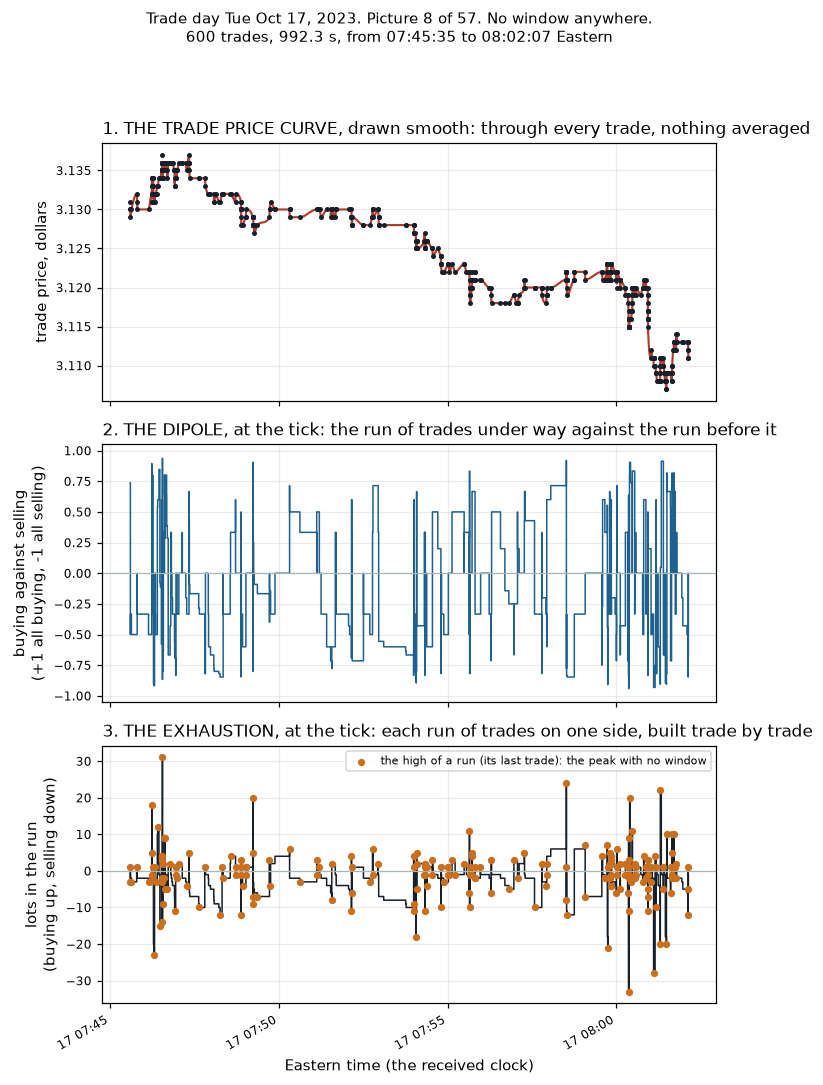 Trade day Tue Oct 17, 2023. Picture 8 of 57. No window anywhere.
600 trades, 992.3 s, from 07:45:35 to 08:02:07 Eastern
1. THE TRADE PRICE CURVE, drawn smooth: through every trade, nothing averaged
trade price, dollars
3.135
3.130
3.125
3.120
3.115
3.110
2. THE DIPOLE, at the tick: the run of trades under way against the run before it
buying against selling
(+1 all buying, -1 all selling)
1.00
0.75
0.50
0.25
0.00
−0.25
−0.50
−0.75
−1.00
3. THE EXHAUSTION, at the tick: each run of trades on one side, built trade by trade
the high of a run (its last trade): the peak with no window
lots in the run
(buying up, selling down)
30
20
10
0
−10
−20
−30
17 07:45
17 07:50
17 07:55
17 08:00
Eastern time (the received clock)